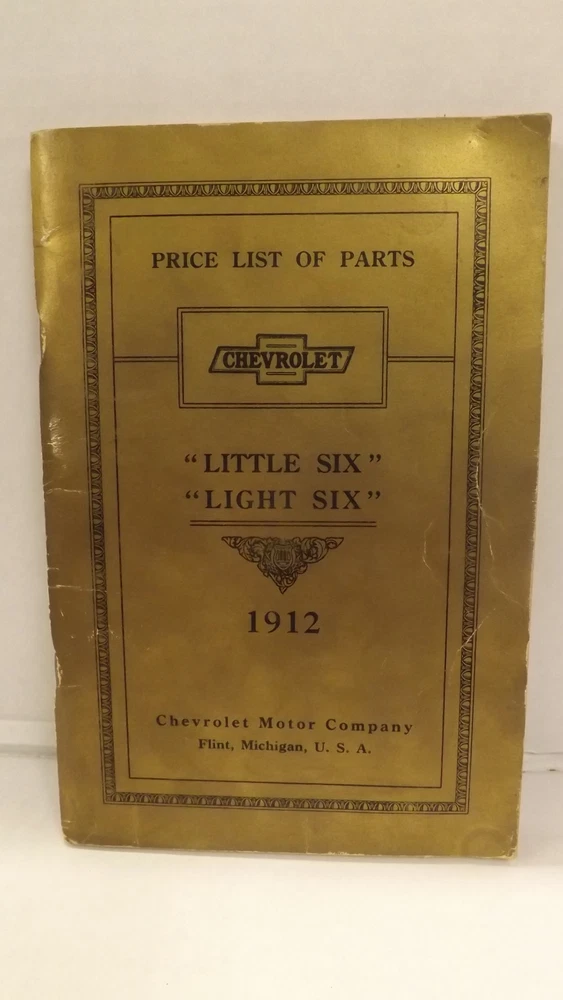 PRICE LIST OF PARTS
CHEVROLET
"LITTLE SIX"
"LIGHT SIX"
1912
Chevrolet Motor Company
Flint, Michigan, U. S. A.